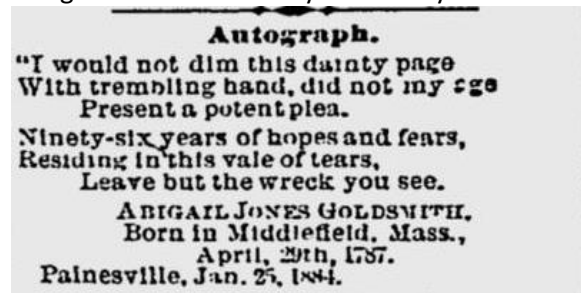 Autograph.
"I would not dim this dainty page
With trembling hand, did not my age
Present a potent plea.
Ninety-six years of hopes and fears,
Residing in this vale of tears,
Leave but the wreck you see.
ABIGAIL JONES GOLDSMITH,
Born in Middlefield, Mass.,
April, 29th, 1787.
Painesville, Jan. 25, 1884.